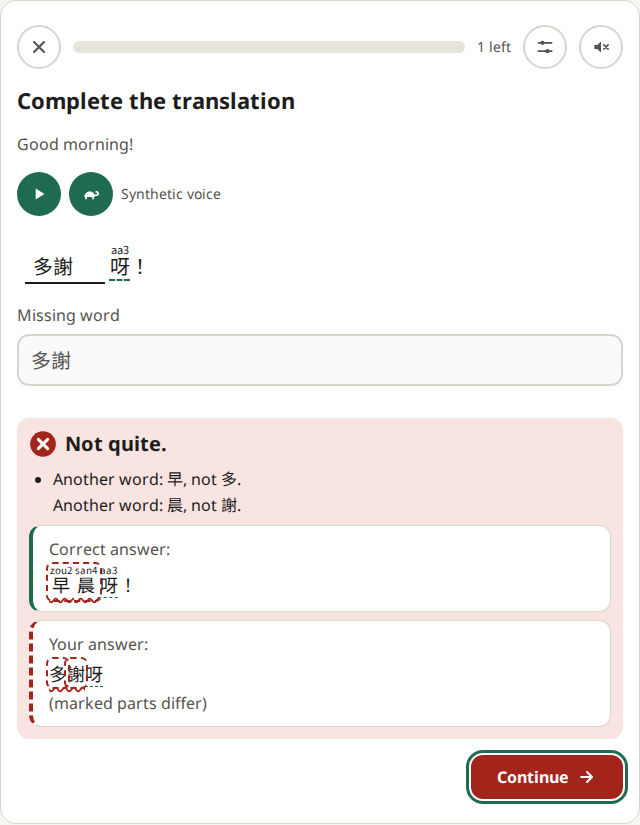 1 left
Complete the translation
Good morning!
Synthetic voice
aa3
多謝 呀！
Missing word
多謝
Not quite.
Another word: 早, not 多.
Another word: 晨, not 謝.
Correct answer:
zou2 san4 aa3
早晨呀！
Your answer:
多謝呀
(marked parts differ)
Continue